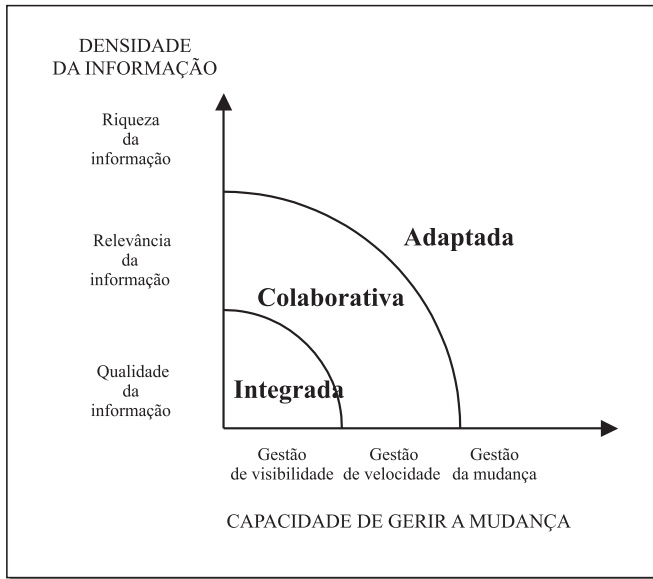 DENSIDADE
DA INFORMAÇÃO
Riqueza
da
informação
Relevância
da
informação
Qualidade
da
informação
Adaptada
Colaborativa
Integrada
Gestão
de visibilidade
Gestão
de velocidade
Gestão
da mudança
CAPACIDADE DE GERIR A MUDANÇA